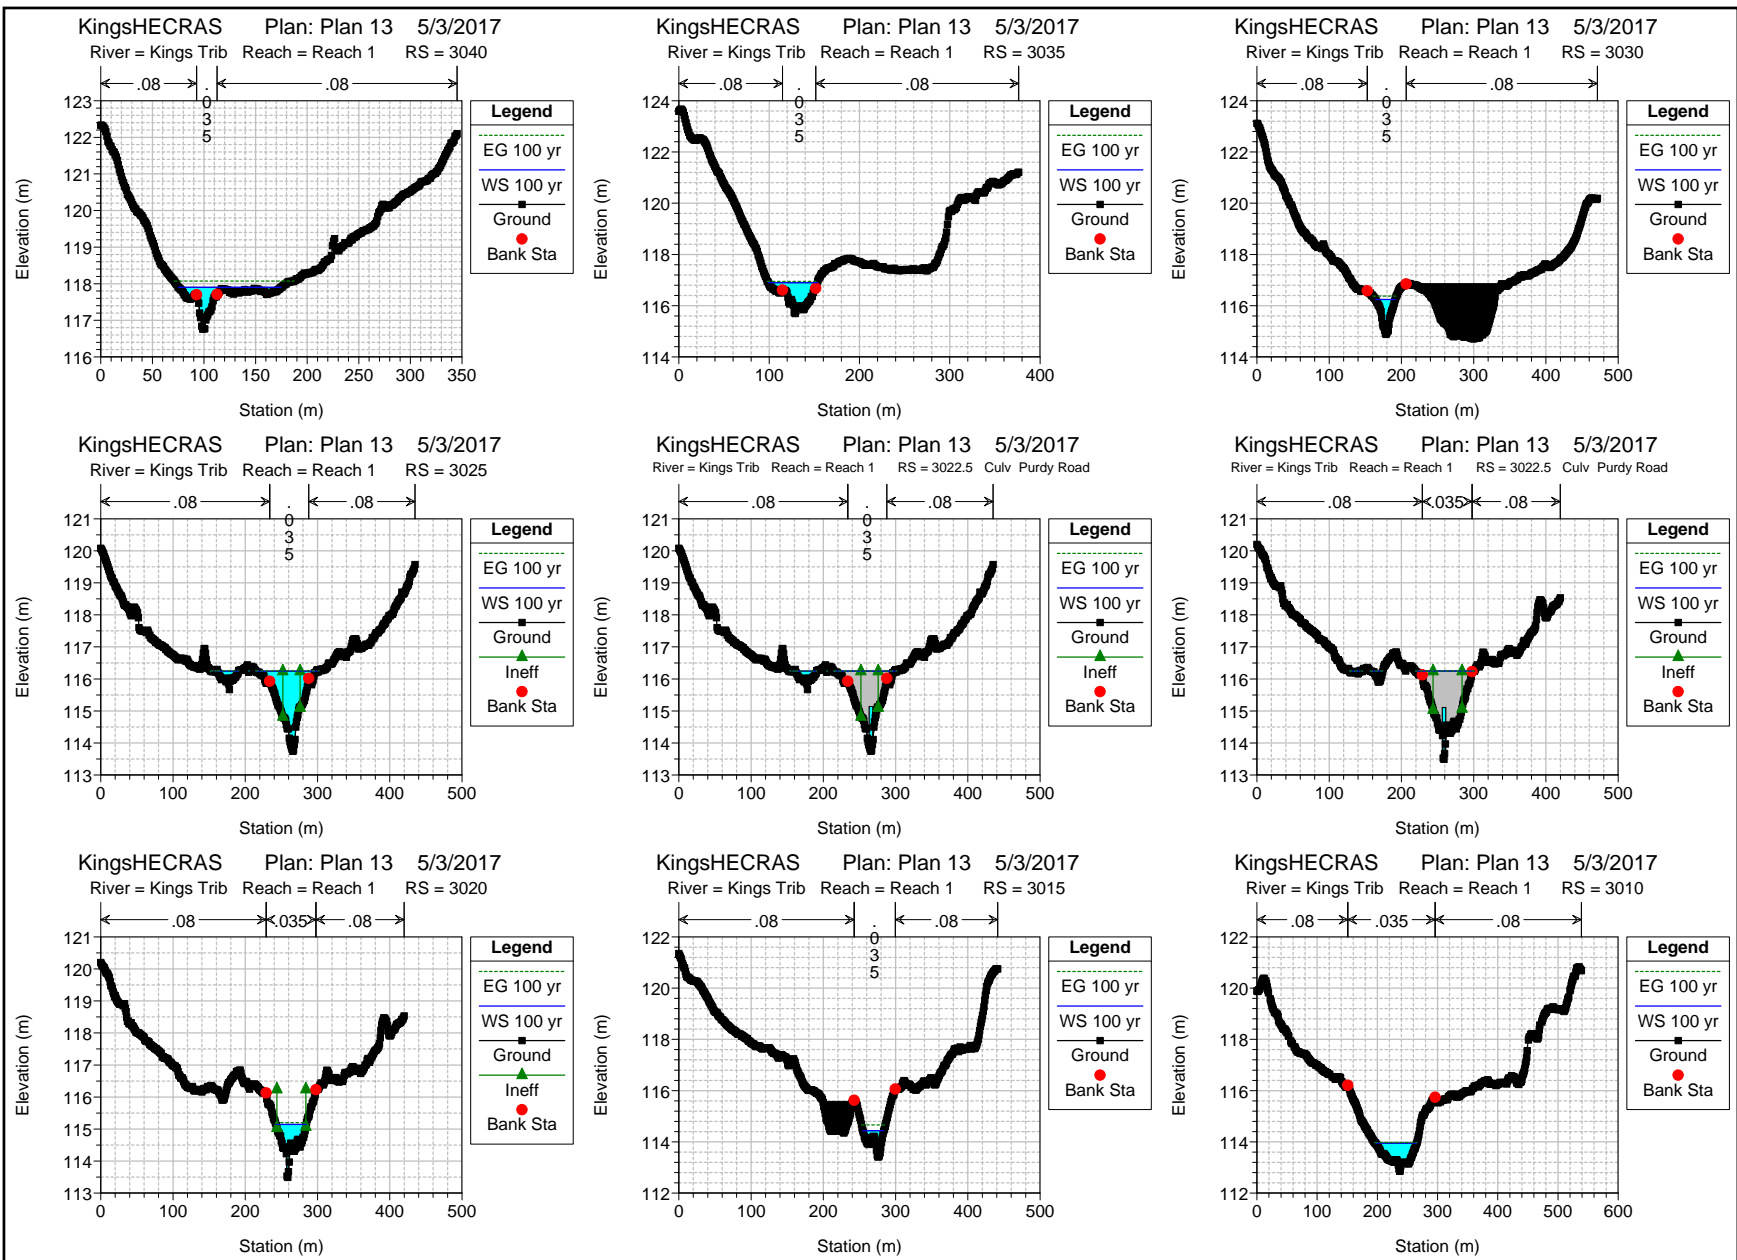 KingsHECRAS Plan: Plan 13 5/3/2017
River = Kings Trib Reach = Reach 1 RS = 3040
.08 .035 .08
Legend
EG 100 yr
WS 100 yr
Ground
Bank Sta
Elevation (m)
123
122
121
120
119
118
117
116
0 50 100 150 200 250 300 350
Station (m)
KingsHECRAS Plan: Plan 13 5/3/2017
River = Kings Trib Reach = Reach 1 RS = 3035
.08 .035 .08
Legend
EG 100 yr
WS 100 yr
Ground
Bank Sta
Elevation (m)
124
122
120
118
116
114
0 100 200 300 400
Station (m)
KingsHECRAS Plan: Plan 13 5/3/2017
River = Kings Trib Reach = Reach 1 RS = 3030
.08 .035 .08
Legend
EG 100 yr
WS 100 yr
Ground
Bank Sta
Elevation (m)
124
122
120
118
116
114
0 100 200 300 400 500
Station (m)
KingsHECRAS Plan: Plan 13 5/3/2017
River = Kings Trib Reach = Reach 1 RS = 3025
.08 .035 .08
Legend
EG 100 yr
WS 100 yr
Ground
Ineff
Bank Sta
Elevation (m)
121
120
119
118
117
116
115
114
113
0 100 200 300 400 500
Station (m)
KingsHECRAS Plan: Plan 13 5/3/2017
River = Kings Trib Reach = Reach 1 RS = 3022.5 Culv Purdy Road
.08 .035 .08
Legend
EG 100 yr
WS 100 yr
Ground
Ineff
Bank Sta
Elevation (m)
121
120
119
118
117
116
115
114
113
0 100 200 300 400 500
Station (m)
KingsHECRAS Plan: Plan 13 5/3/2017
River = Kings Trib Reach = Reach 1 RS = 3022.5 Culv Purdy Road
.08 .035 .08
Legend
EG 100 yr
WS 100 yr
Ground
Ineff
Bank Sta
Elevation (m)
121
120
119
118
117
116
115
114
113
0 100 200 300 400 500
Station (m)
KingsHECRAS Plan: Plan 13 5/3/2017
River = Kings Trib Reach = Reach 1 RS = 3020
.08 .035 .08
Legend
EG 100 yr
WS 100 yr
Ground
Ineff
Bank Sta
Elevation (m)
121
120
119
118
117
116
115
114
113
0 100 200 300 400 500
Station (m)
KingsHECRAS Plan: Plan 13 5/3/2017
River = Kings Trib Reach = Reach 1 RS = 3015
.08 .035 .08
Legend
EG 100 yr
WS 100 yr
Ground
Bank Sta
Elevation (m)
122
120
118
116
114
112
0 100 200 300 400 500
Station (m)
KingsHECRAS Plan: Plan 13 5/3/2017
River = Kings Trib Reach = Reach 1 RS = 3010
.08 .035 .08
Legend
EG 100 yr
WS 100 yr
Ground
Bank Sta
Elevation (m)
122
120
118
116
114
112
0 100 200 300 400 500 600
Station (m)